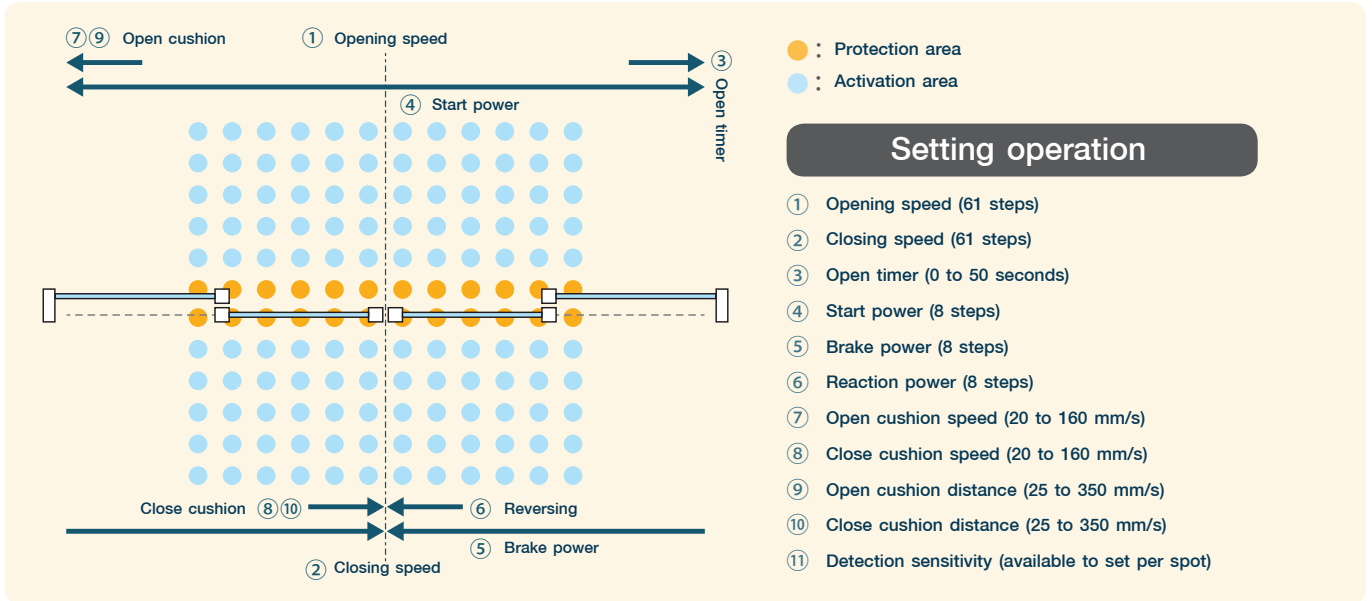 ⑦⑨ Open cushion
① Opening speed
③ Open timer
④ Start power
Close cushion ⑧⑩
⑥ Reversing
⑤ Brake power
② Closing speed
: Protection area
: Activation area
Setting operation
① Opening speed (61 steps)
② Closing speed (61 steps)
③ Open timer (0 to 50 seconds)
④ Start power (8 steps)
⑤ Brake power (8 steps)
⑥ Reaction power (8 steps)
⑦ Open cushion speed (20 to 160 mm/s)
⑧ Close cushion speed (20 to 160 mm/s)
⑨ Open cushion distance (25 to 350 mm/s)
⑩ Close cushion distance (25 to 350 mm/s)
⑪ Detection sensitivity (available to set per spot)